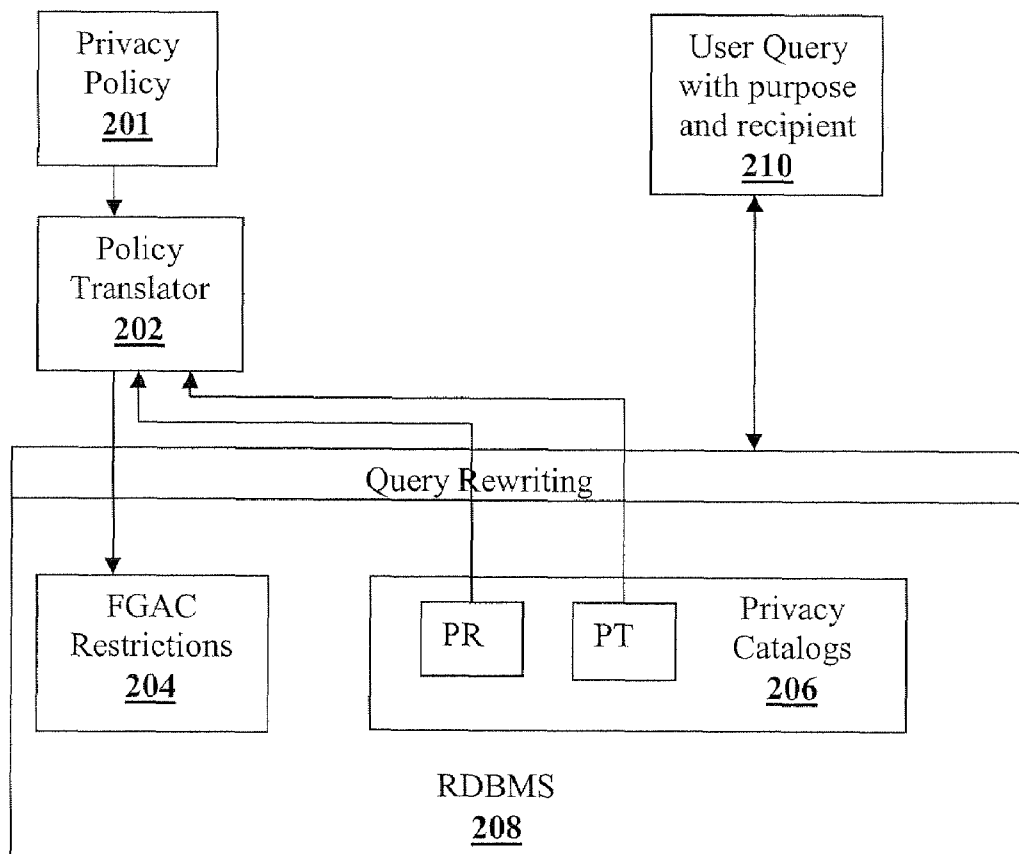 Privacy
Policy
201
User Query
with purpose
and recipient
210
Policy
Translator
202
Query Rewriting
FGAC
Restrictions
204
PR
PT
Privacy
Catalogs
206
RDBMS
208